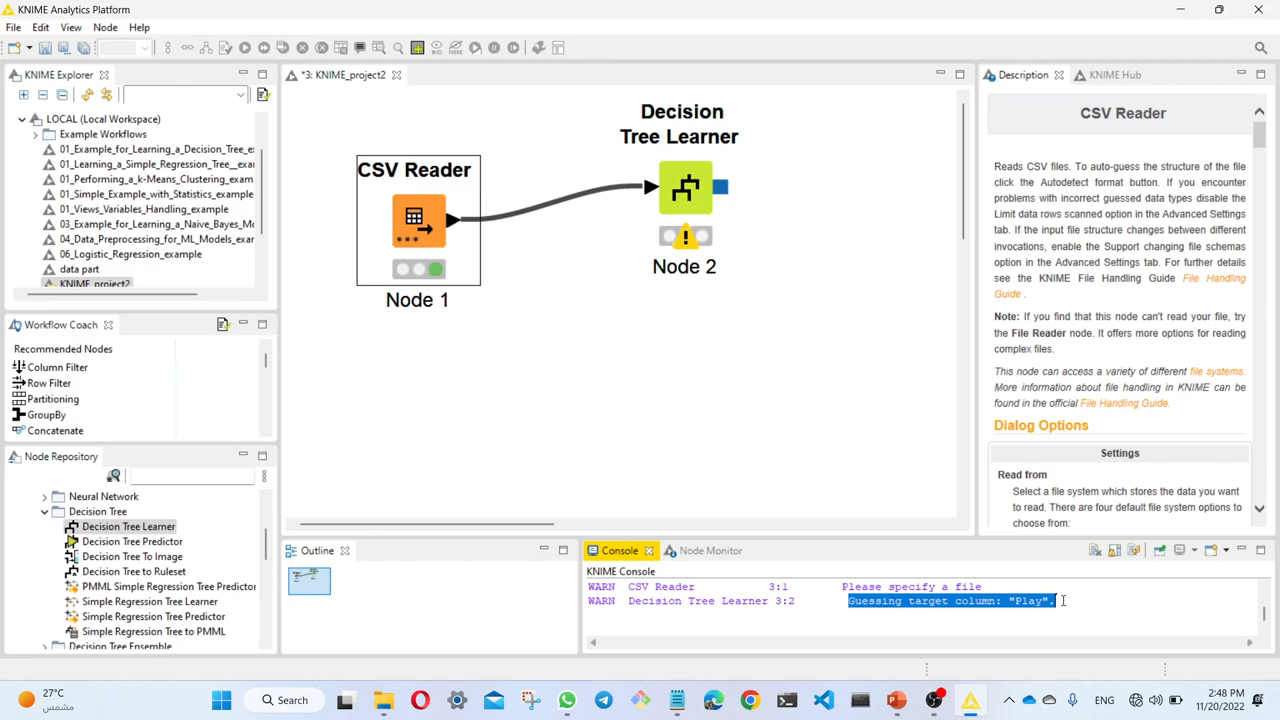 KNIME Analytics Platform
File Edit View Node Help
KNIME Explorer
LOCAL (Local Workspace)
Example Workflows
01_Example_for_Learning_a_Decision_Tree_e
01_Learning_a_Simple_Regression_Tree__exa
01_Performing_a_k-Means_Clustering_exam
01_Simple_Example_with_Statistics_example
01_Views_Variables_Handling_example
03_Example_for_Learning_a_Naive_Bayes_Mo
04_Data_Preprocessing_for_ML_Models_exam
06_Logistic_Regression_example
data part
KNIME_project2
Workflow Coach
Recommended Nodes
Column Filter
Row Filter
Partitioning
GroupBy
Concatenate
Node Repository
Neural Network
Decision Tree
Decision Tree Learner
Decision Tree Predictor
Decision Tree To Image
Decision Tree to Ruleset
PMML Simple Regression Tree Predictor
Simple Regression Tree Learner
Simple Regression Tree Predictor
Simple Regression Tree to PMML
Decision Tree Ensemble
*3: KNIME_project2
CSV Reader
Node 1
Decision
Tree Learner
Node 2
Outline
Console
Node Monitor
KNIME Console
WARN CSV Reader 3:1 Please specify a file
WARN Decision Tree Learner 3:2 Guessing target column: "Play".
Description
KNIME Hub
CSV Reader
Reads CSV files. To auto-guess the structure of the file
click the Autodetect format button. If you encounter
problems with incorrect guessed data types disable the
Limit data rows scanned option in the Advanced Settings
tab. If the input file structure changes between different
invocations, enable the Support changing file schemas
option in the Advanced Settings tab. For further details
see the KNIME File Handling Guide File Handling
Guide .
Note: If you find that this node can't read your file, try
the File Reader node. It offers more options for reading
complex files.
This node can access a variety of different file systems.
More information about file handling in KNIME can be
found in the official File Handling Guide.
Dialog Options
Settings
Read from
Select a file system which stores the data you want
to read. There are four default file system options to
choose from:
27°C
مشمس
Search
ENG
2:48 PM
11/20/2022